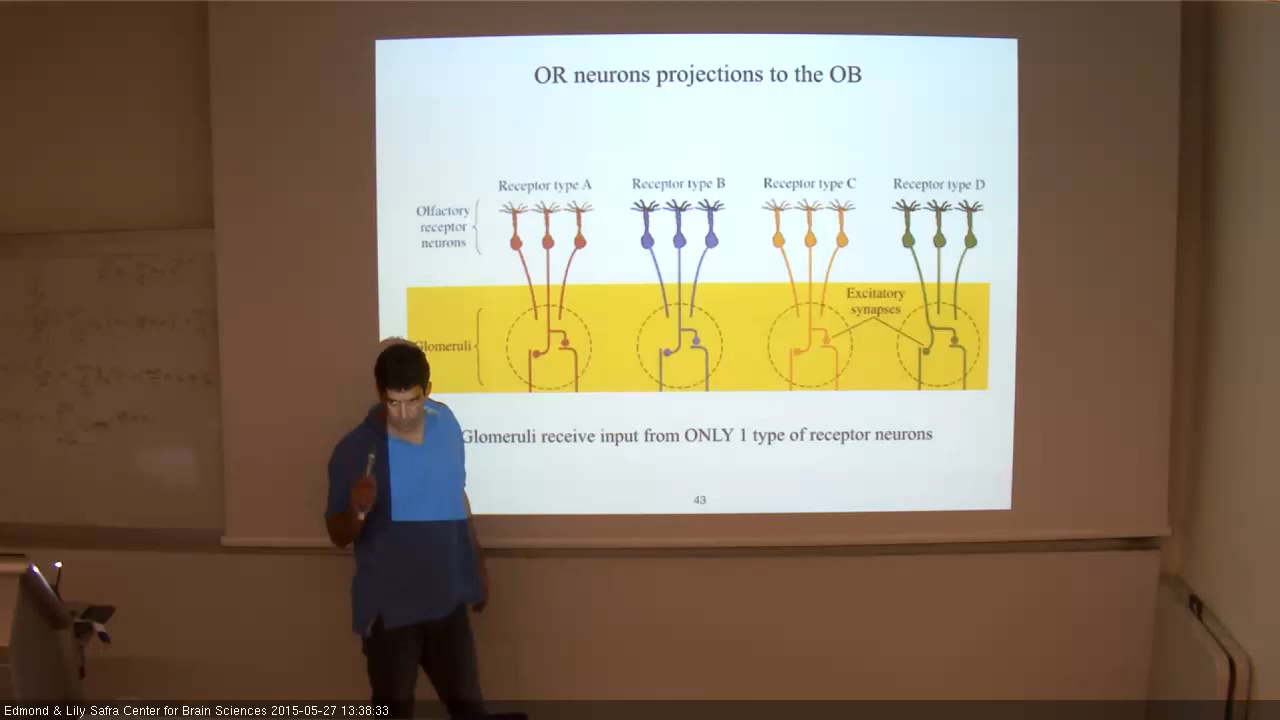 OR neurons projections to the OB
Receptor type A
Receptor type B
Receptor type C
Receptor type D
Olfactory
receptor
neurons
Excitatory
synapses
Glomeruli
Glomeruli receive input from ONLY 1 type of receptor neurons
43
Edmond & Lily Safra Center for Brain Sciences 2015-05-27 13:38:33